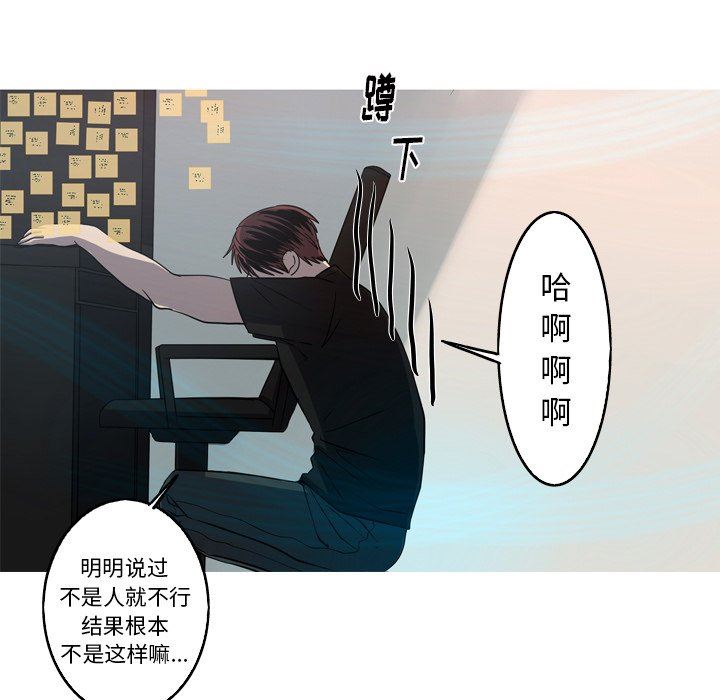 蹲下
哈啊啊啊
明明说过
不是人就不行
结果根本
不是这样嘛…